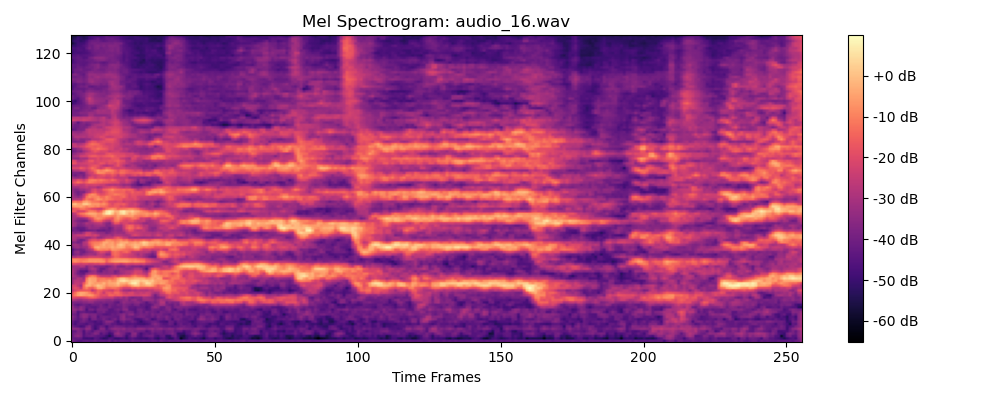 Mel Spectrogram: audio_16.wav
Mel Filter Channels
120
100
80
60
40
20
0
0 50 100 150 200 250
Time Frames
+0 dB
-10 dB
-20 dB
-30 dB
-40 dB
-50 dB
-60 dB